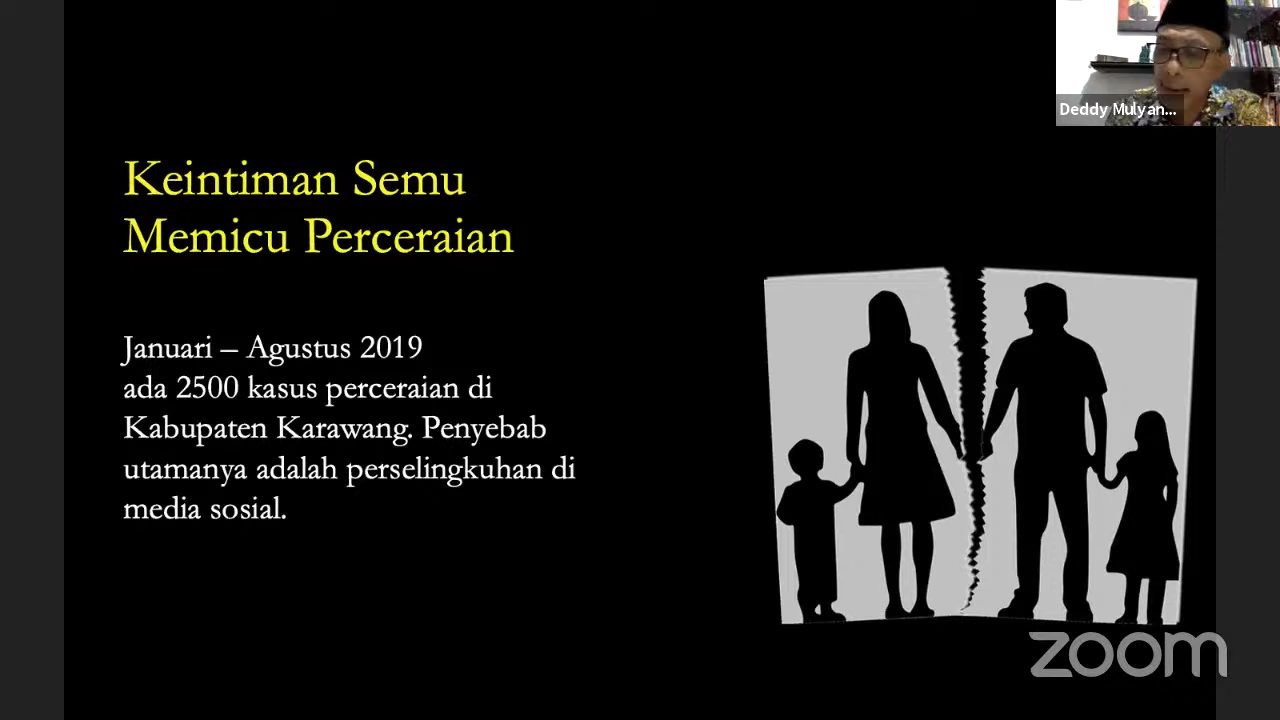 Deddy Mulyan...
Keintiman Semu
Memicu Perceraian
Januari – Agustus 2019
ada 2500 kasus perceraian di
Kabupaten Karawang. Penyebab
utamanya adalah perselingkuhan di
media sosial.
zoom